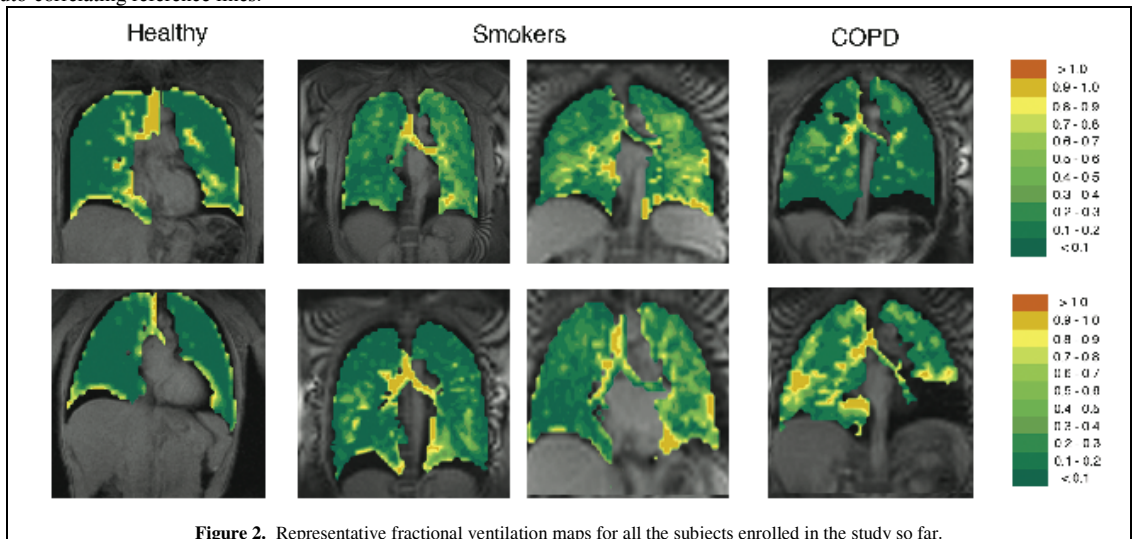 uto-correlating reference lines.
Healthy
Smokers
COPD
> 1.0
0.9 - 1.0
0.8 - 0.9
0.7 - 0.8
0.6 - 0.7
0.5 - 0.6
0.4 - 0.5
0.3 - 0.4
0.2 - 0.3
0.1 - 0.2
< 0.1
> 1.0
0.9 - 1.0
0.8 - 0.9
0.7 - 0.8
0.6 - 0.7
0.5 - 0.6
0.4 - 0.5
0.3 - 0.4
0.2 - 0.3
0.1 - 0.2
< 0.1
Figure 2. Representative fractional ventilation maps for all the subjects enrolled in the study so far.